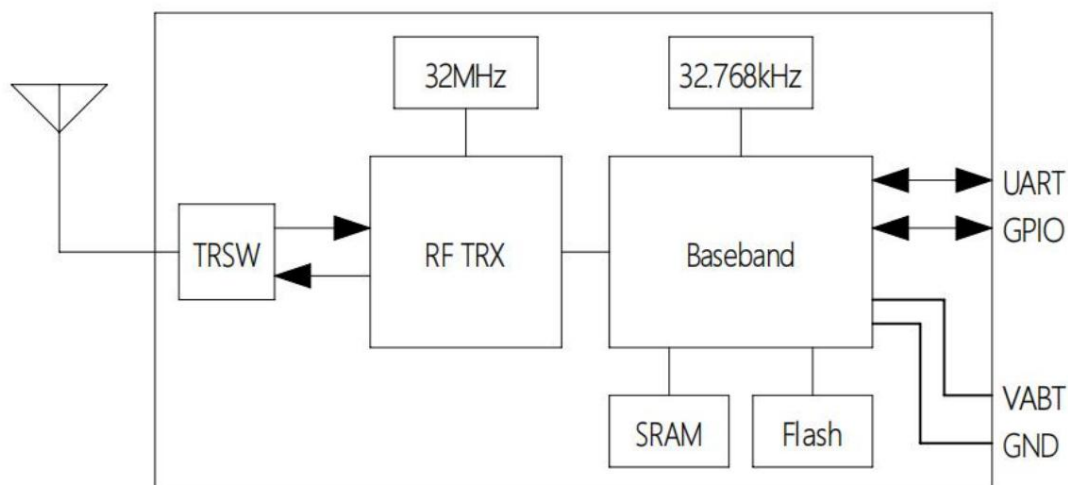 32MHz
32.768kHz
UART
GPIO
TRSW
RF TRX
Baseband
VABT
GND
SRAM
Flash